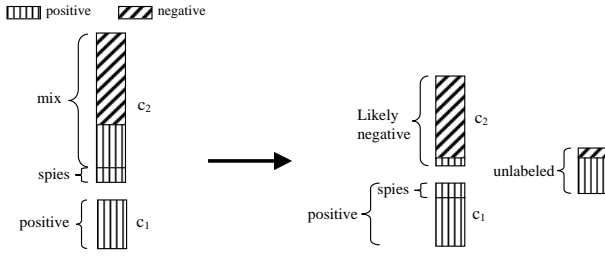 positive negative
mix
c2
spies
positive
c1
Likely
negative
c2
unlabeled
spies
positive
c1